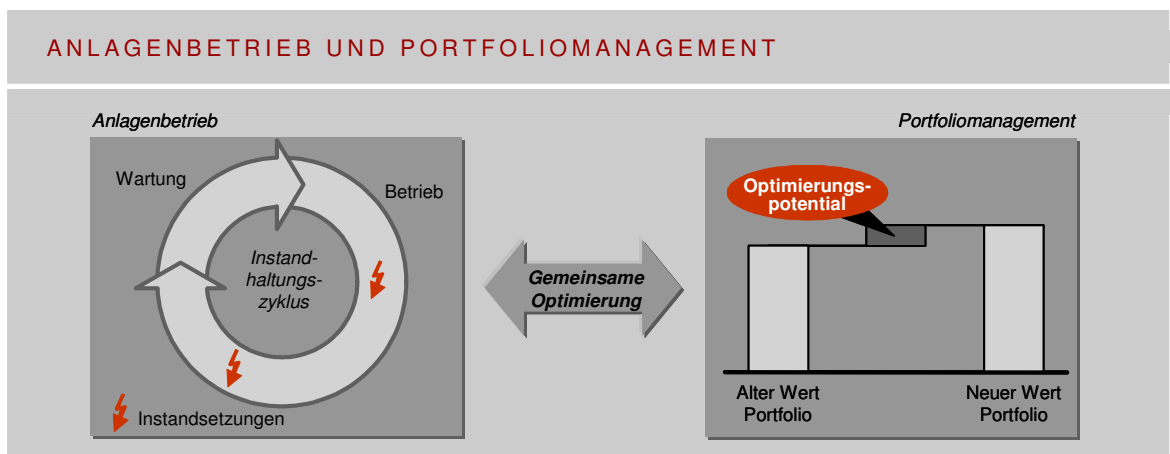 ANLAGENBETRIEB UND PORTFOLIOMANAGEMENT
Anlagenbetrieb
Wartung
Betrieb
Instand-
haltungs-
zyklus
Instandsetzungen
Gemeinsame
Optimierung
Portfoliomanagement
Optimierungs-
potential
Alter Wert
Portfolio
Neuer Wert
Portfolio